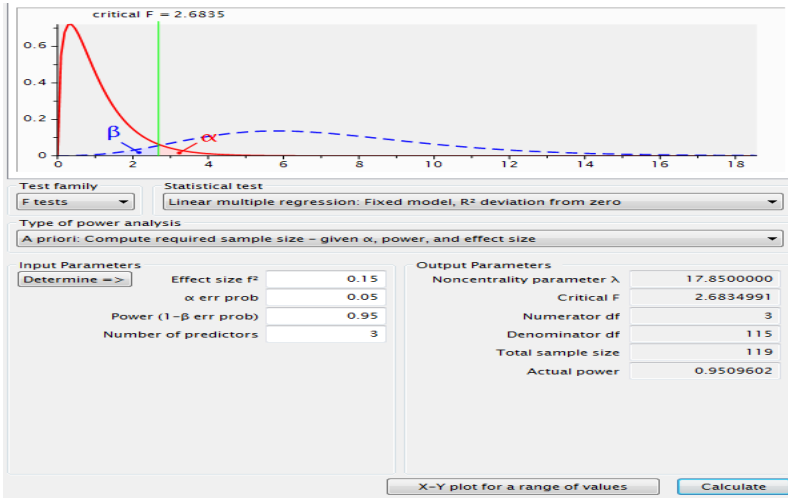 critical F = 2.6835
0.6
0.4
0.2
0
β
α
0 2 4 6 8 10 12 14 16 18
Test family Statistical test
F tests Linear multiple regression: Fixed model, R² deviation from zero
Type of power analysis
A priori: Compute required sample size – given α, power, and effect size
Input Parameters Output Parameters
Determine => Effect size f² 0.15 Noncentrality parameter λ 17.8500000
α err prob 0.05 Critical F 2.6834991
Power (1-β err prob) 0.95 Numerator df 3
Number of predictors 3 Denominator df 115
Total sample size 119
Actual power 0.9509602
X-Y plot for a range of values Calculate